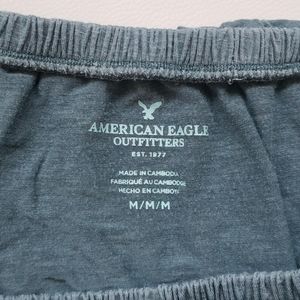 AMERICAN EAGLE
OUTFITTERS
EST. 1977
MADE IN CAMBODIA
FABRIQUÉ AU CAMBODGE
HECHO EN CAMBOYA
M/M/M